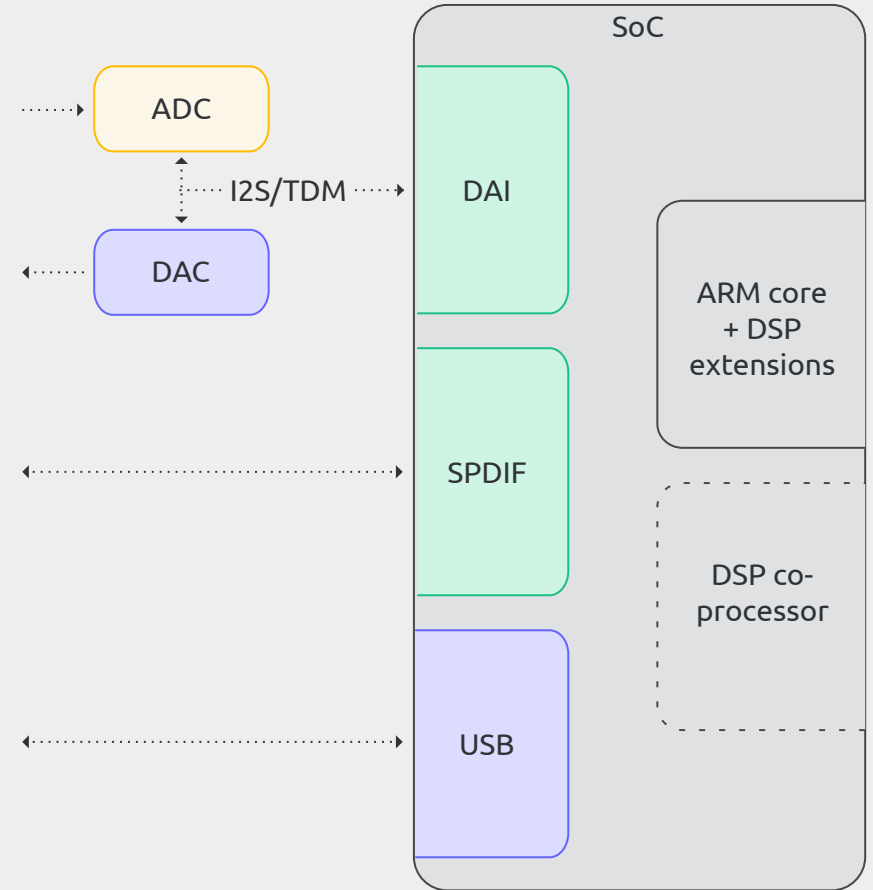 SoC
ADC
I2S/TDM
DAI
DAC
ARM core
+ DSP
extensions
SPDIF
DSP co-
processor
USB